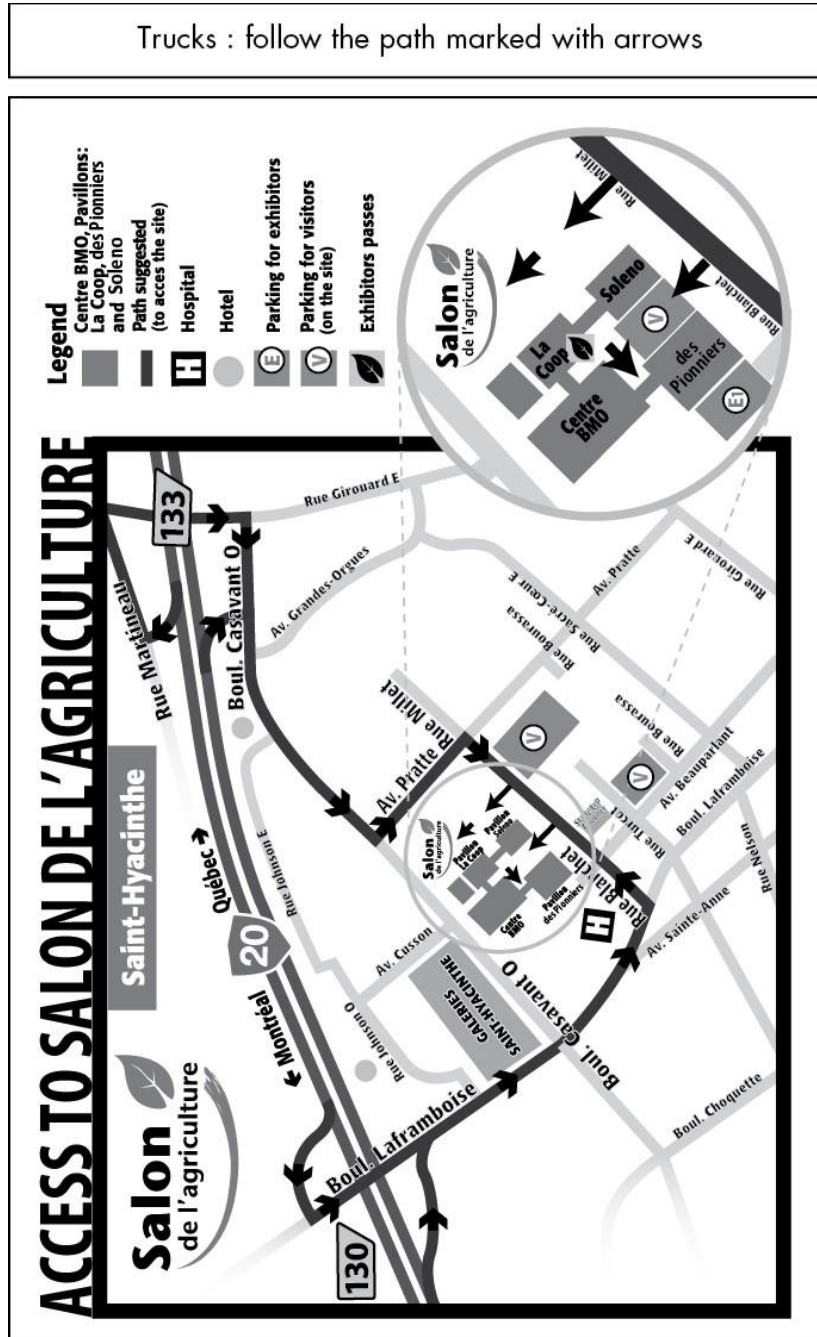 Trucks : follow the path marked with arrows
ACCESS TO SALON DE L'AGRICULTURE
Legend
Centre BMO, Pavillons:
La Coop, des Pionniers
and Soleno
Path suggested
(to acces the site)
H
Hospital
Hotel
E
Parking for exhibitors
V
Parking for visitors
(on the site)
Exhibitors passes
Salon
de l'agriculture
Saint-Hyacinthe
130
133
20
Montréal
Québec
Rue Martineau
Boul. Laframboise
Rue Johnson O
Rue Johnson E
Av. Cusson
GALERIES
SAINT-HYACINTHE
Boul. Casavant O
Boul. Casavant O
Av. Grandes-Orgues
Rue Girouard E
Av. Pratte
Rue Millet
Salon
de l'agriculture
Pavillon
La Coop
Pavillon
Soleno
Centre
BMO
Pavillon
des Pionniers
H
Rue Blanchet
V
V
Rue Bourassa
Rue Sacré-Cœur E
Av. Pratte
Rue Girouard E
Rue Bourassa
Av. Beauparlant
Boul. Laframboise
Rue Nelson
Av. Sainte-Anne
Boul. Choquette
Salon
de l'agriculture
La
Coop
Soleno
Centre
BMO
des
Pionniers
V
E1
Rue Millet
Rue Blanchet